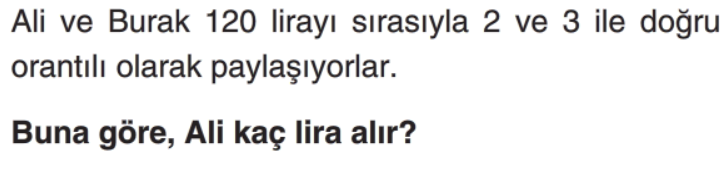 Ali ve Burak 120 lirayı sırasıyla 2 ve 3 ile doğru
orantılı olarak paylaşıyorlar.
Buna göre, Ali kaç lira alır?